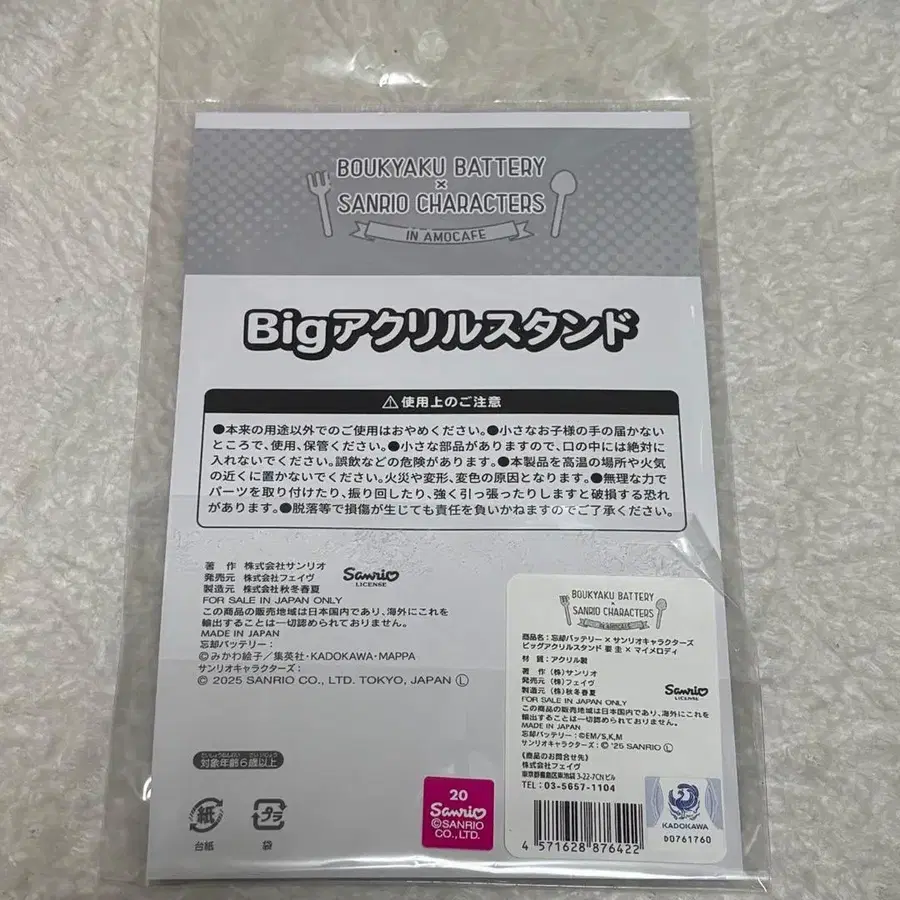 BOUKYAKU BATTERY
×
SANRIO CHARACTERS
IN AMOCAFE
Bigアクリルスタンド
⚠使用上のご注意
●本来の用途以外でのご使用はおやめください。●小さなお子様の手の届かない
ところで、使用、保管ください。●小さな部品がありますので、口の中には絶対に
入れないでください。誤飲などの危険があります。●本製品を高温の場所や火気
の近くに置かないでください。火災や変形、変色の原因となります。●無理な力で
パーツを取り付けたり、振り回したり、強く引っ張ったりしますと破損する恐れ
があります。●脱落等で損傷が生じても責任を負いかねますのでご了承ください。
著　作　株式会社サンリオ
発売元　株式会社フェイヴ
製造元　株式会社秋冬春夏
Sanrio
LICENSE
FOR SALE IN JAPAN ONLY
この商品の販売地域は日本国内であり、海外にこれを
輸出することは一切認められておりません。
MADE IN JAPAN
忘却バッテリー：
©みかわ絵子／集英社・KADOKAWA・MAPPA
サンリオキャラクターズ：
© 2025 SANRIO CO., LTD. TOKYO, JAPAN Ⓛ
対象年齢6歳以上
紙
台紙
プラ
袋
20
Sanrio
©SANRIO
CO.,LTD.
BOUKYAKU BATTERY
×
SANRIO CHARACTERS
IN AMOCAFE
商品名：忘却バッテリー×サンリオキャラクターズ
ビッグアクリルスタンド 要 圭×マイメロディ
材　質：アクリル製
著　作（株）サンリオ
発売元（株）フェイヴ
製造元（株）秋冬春夏
Sanrio
LICENSE
FOR SALE IN JAPAN ONLY
この商品の販売地域は日本国内であり、海外にこれを
輸出することは一切認められておりません。
MADE IN JAPAN
忘却バッテリー：©EM/S,K,M
サンリオキャラクターズ：© '25 SANRIO Ⓛ
《商品のお問合せ先》
株式会社フェイヴ
東京都豊島区東池袋 3-22-7CN ビル
TEL：03-5657-1104
4 571628 876422
KADOKAWA
D0761760